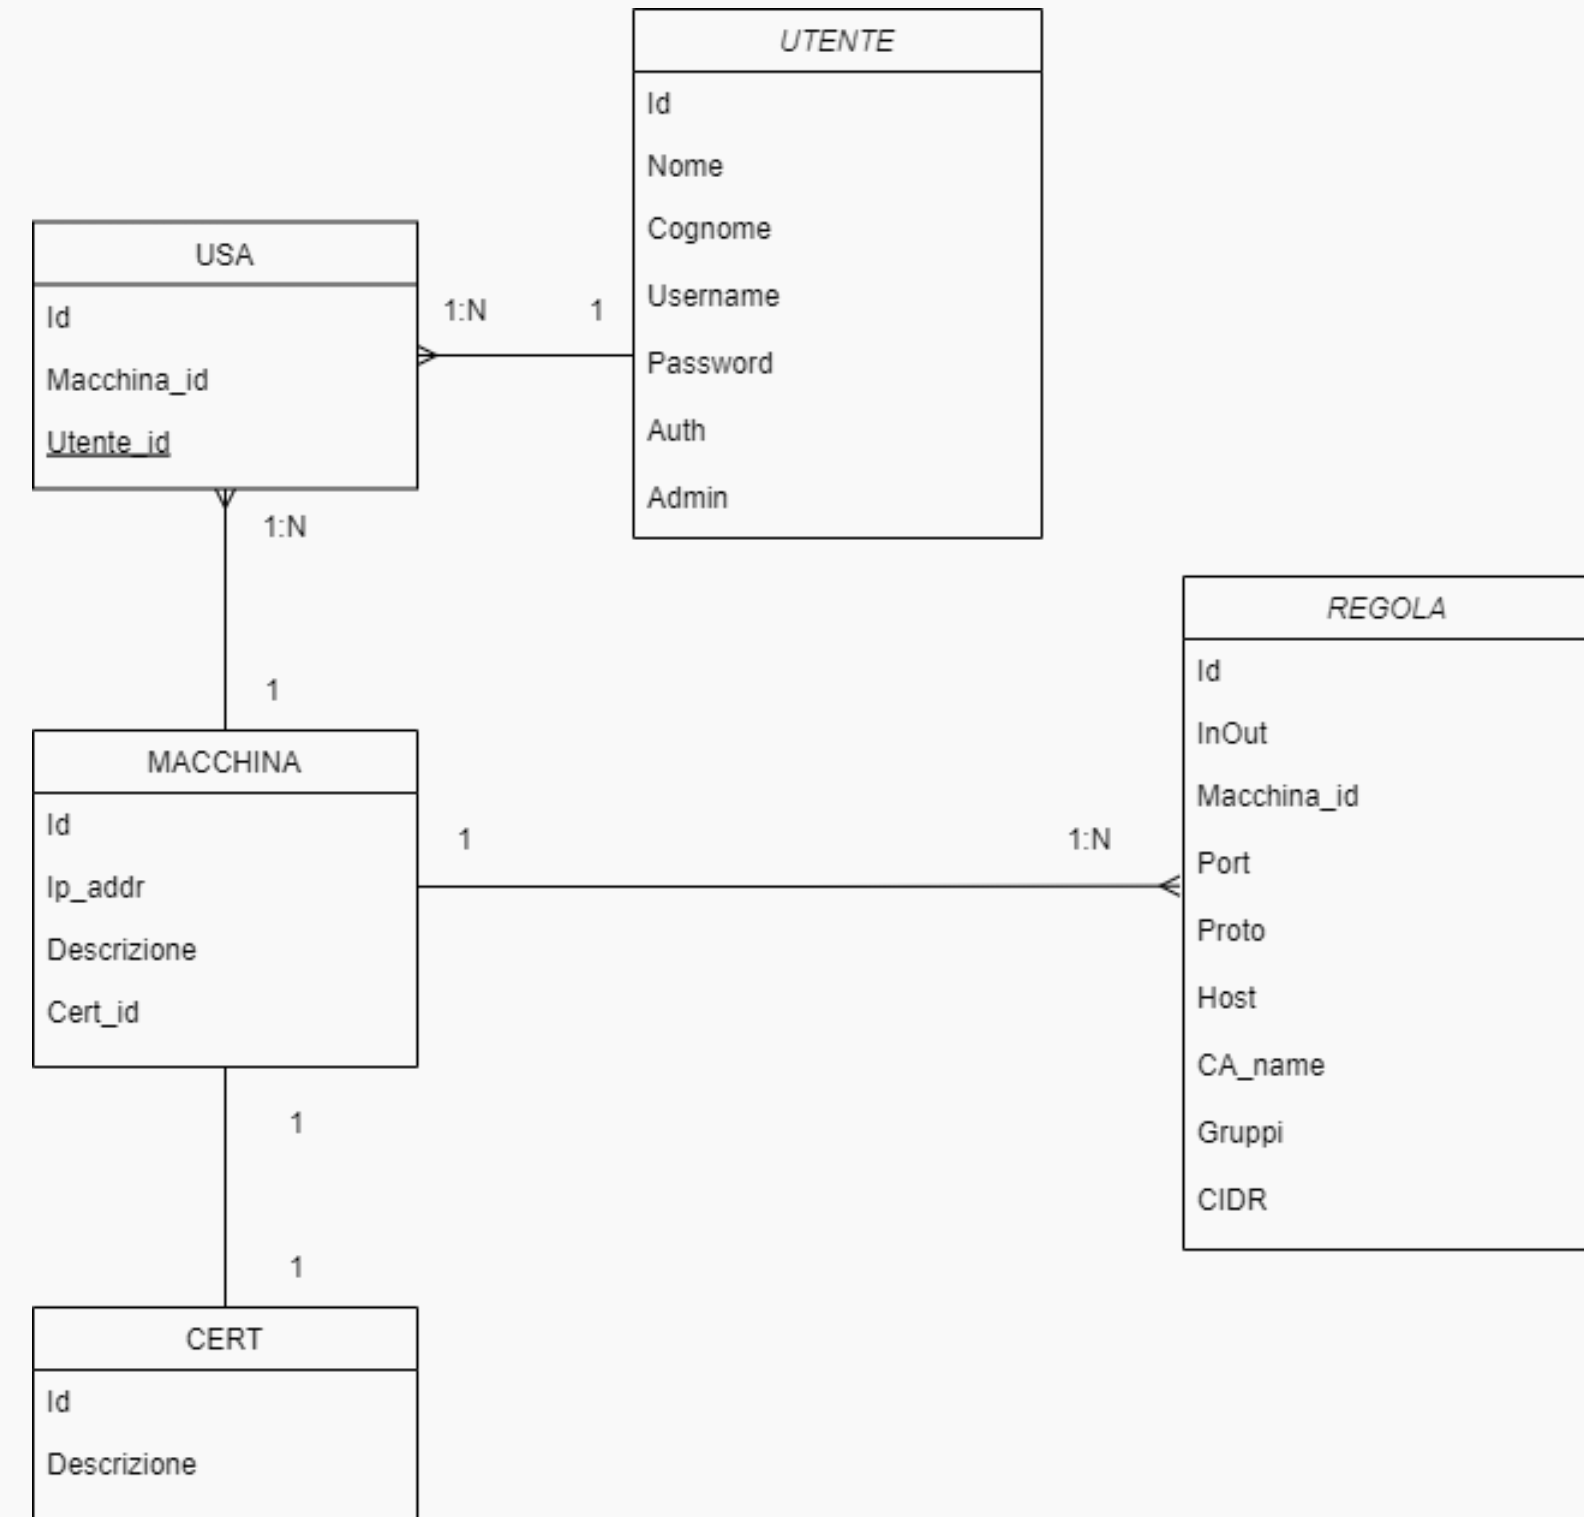 UTENTE
Id
Nome
Cognome
Username
Password
Auth
Admin
USA
Id
Macchina_id
Utente_id
1:N
1
1:N
1
MACCHINA
Id
Ip_addr
Descrizione
Cert_id
1
1:N
REGOLA
Id
InOut
Macchina_id
Port
Proto
Host
CA_name
Gruppi
CIDR
1
1
CERT
Id
Descrizione